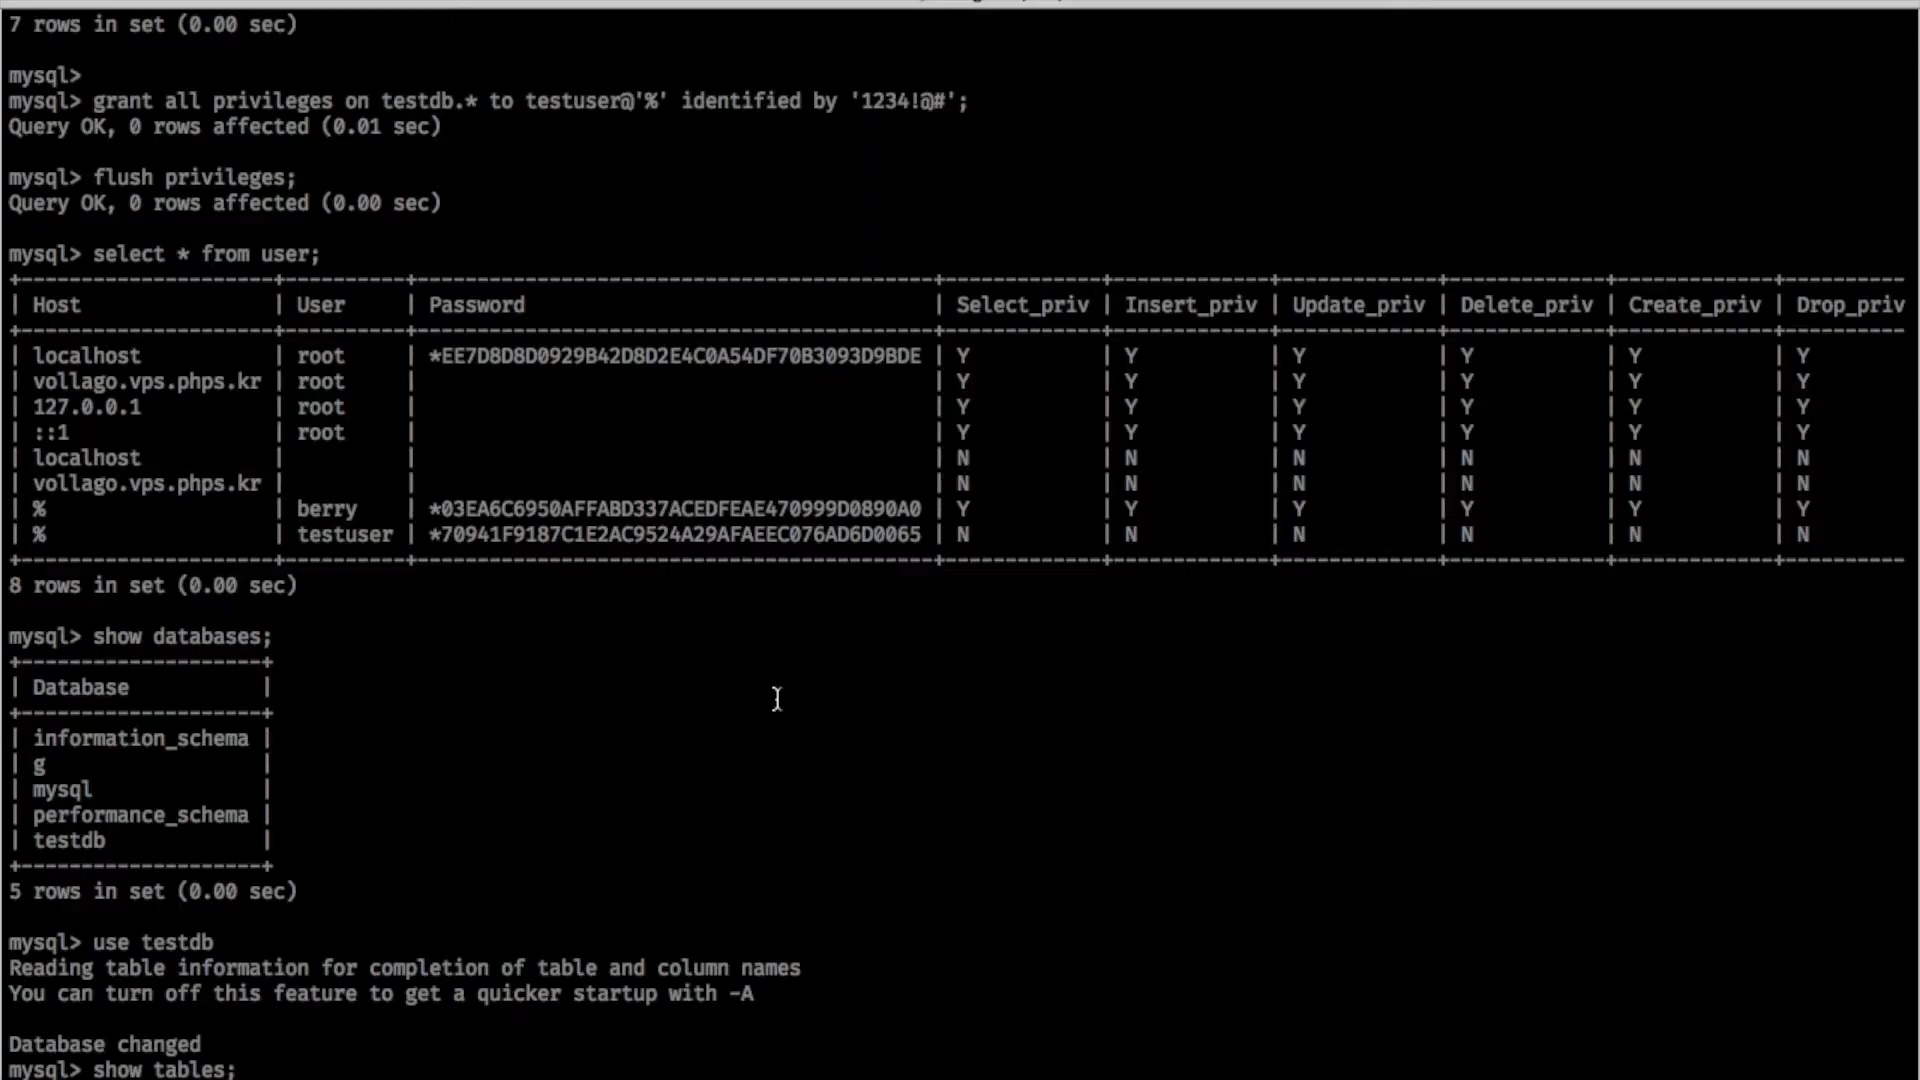 7 rows in set (0.00 sec)
mysql>
mysql> grant all privileges on testdb.* to testuser@'%' identified by '1234!@#';
Query OK, 0 rows affected (0.01 sec)
mysql> flush privileges;
Query OK, 0 rows affected (0.00 sec)
mysql> select * from user;
+----------------------+----------+-------------------------------------------+-------------+-------------+-------------+-------------+-------------+----------
| Host                 | User     | Password                                  | Select_priv | Insert_priv | Update_priv | Delete_priv | Create_priv | Drop_priv
+----------------------+----------+-------------------------------------------+-------------+-------------+-------------+-------------+-------------+----------
| localhost            | root     | *EE7D8D8D0929B42D8D2E4C0A54DF70B3093D9BDE | Y           | Y           | Y           | Y           | Y           | Y
| vollago.vps.phps.kr  | root     |                                           | Y           | Y           | Y           | Y           | Y           | Y
| 127.0.0.1            | root     |                                           | Y           | Y           | Y           | Y           | Y           | Y
| ::1                  | root     |                                           | Y           | Y           | Y           | Y           | Y           | Y
| localhost            |          |                                           | N           | N           | N           | N           | N           | N
| vollago.vps.phps.kr  |          |                                           | N           | N           | N           | N           | N           | N
| %                    | berry    | *03EA6C6950AFFABD337ACEDFEAE470999D0890A0 | Y           | Y           | Y           | Y           | Y           | Y
| %                    | testuser | *70941F9187C1E2AC9524A29AFAEEC076AD6D0065 | N           | N           | N           | N           | N           | N
+----------------------+----------+-------------------------------------------+-------------+-------------+-------------+-------------+-------------+----------
8 rows in set (0.00 sec)
mysql> show databases;
+--------------------+
| Database           |
+--------------------+
| information_schema |
| g                  |
| mysql              |
| performance_schema |
| testdb             |
+--------------------+
5 rows in set (0.00 sec)
mysql> use testdb
Reading table information for completion of table and column names
You can turn off this feature to get a quicker startup with -A
Database changed
mysql> show tables;